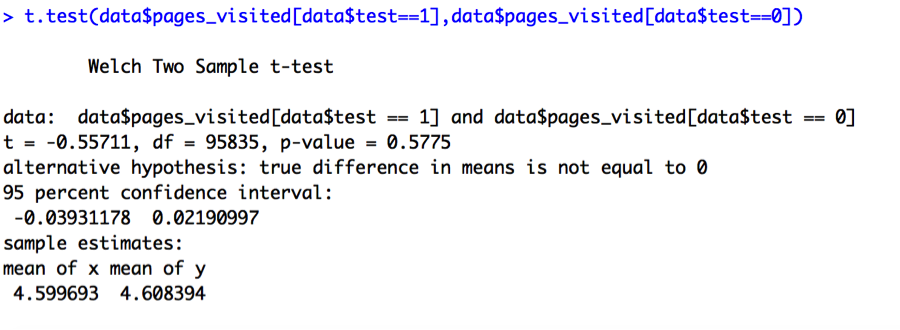 > t.test(data$pages_visited[data$test==1],data$pages_visited[data$test==0])
Welch Two Sample t-test
data:  data$pages_visited[data$test == 1] and data$pages_visited[data$test == 0]
t = -0.55711, df = 95835, p-value = 0.5775
alternative hypothesis: true difference in means is not equal to 0
95 percent confidence interval:
-0.03931178  0.02190997
sample estimates:
mean of x mean of y
4.599693  4.608394